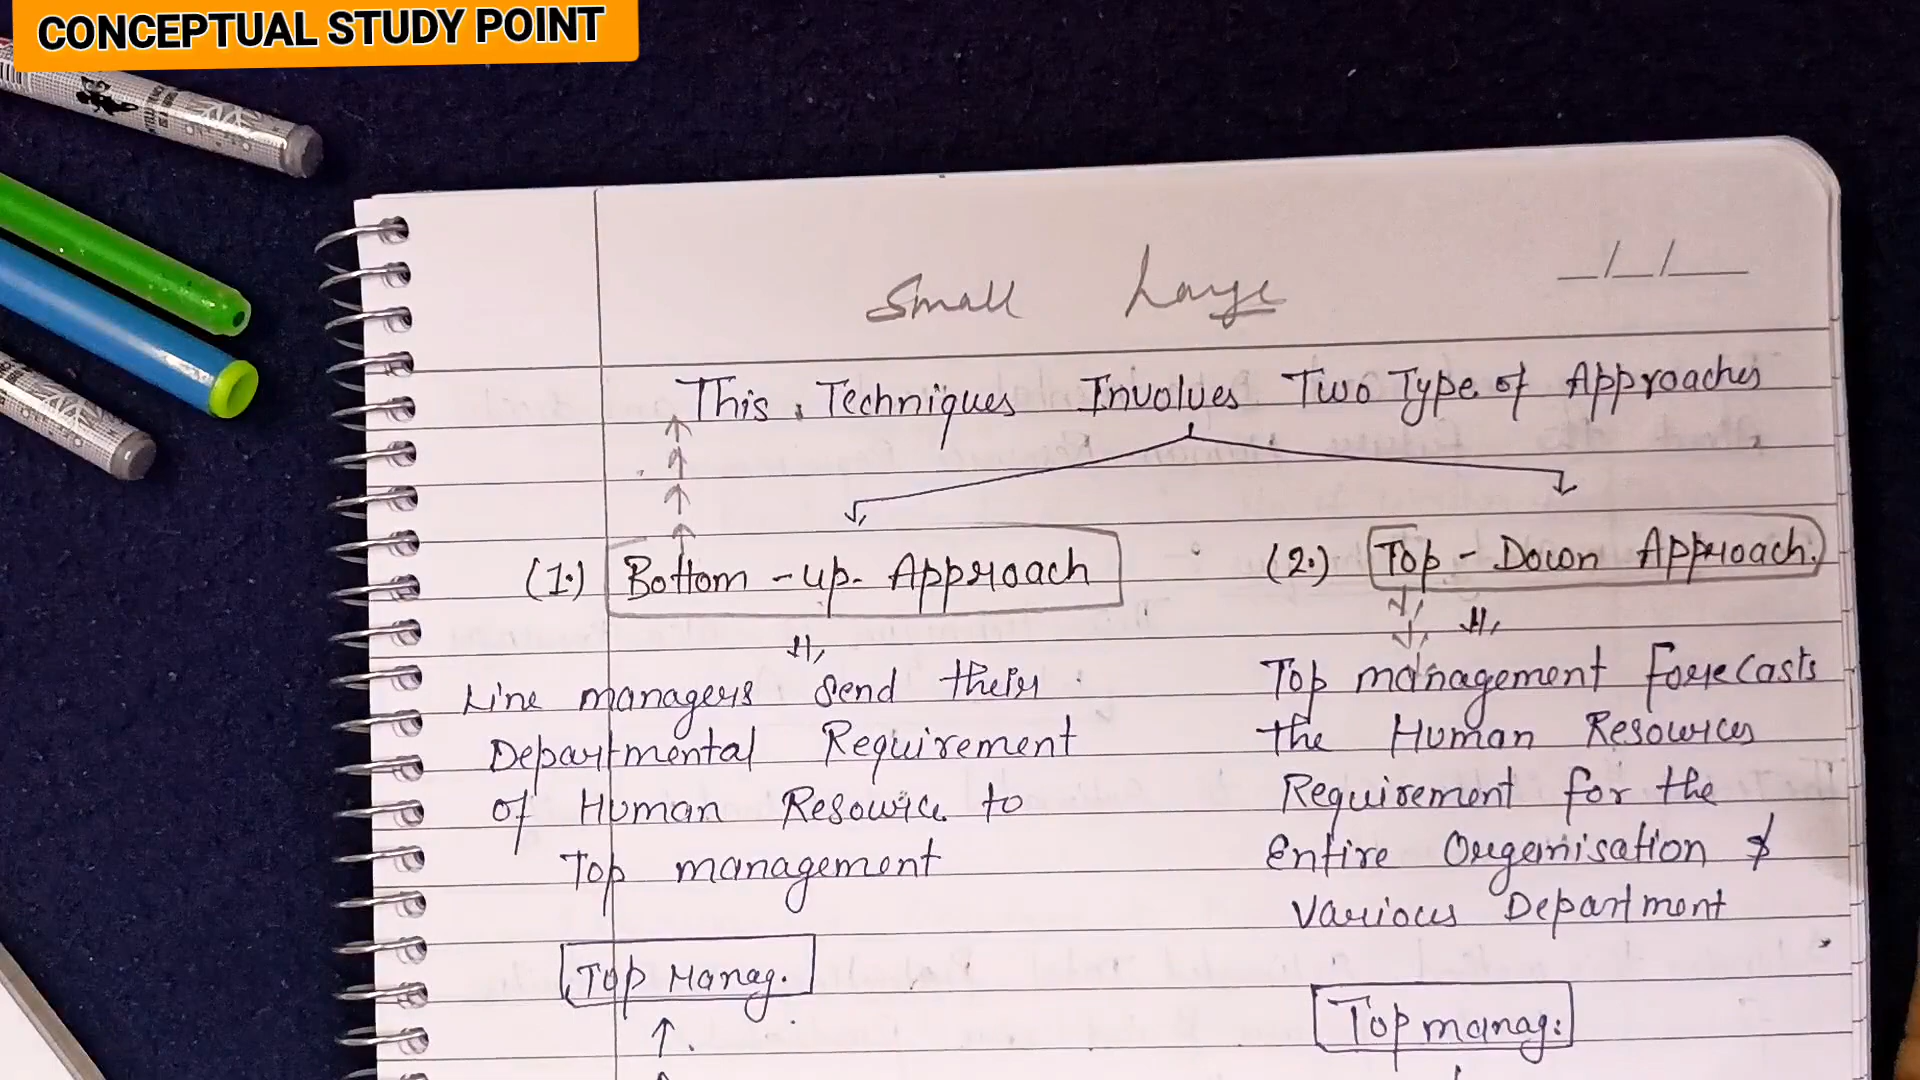 CONCEPTUAL STUDY POINT
Small Large
_/_/__
This Techniques Involves Two Type of Approaches
(1.) Bottom-up-Approach
Line managers send their
Departmental Requirement
of Human Resource to
Top management
Top Manag.
(2.) Top-Down Approach.
Top management Forecasts
the Human Resources
Requirement for the
Entire Organisation &
Various Department
Top manag: